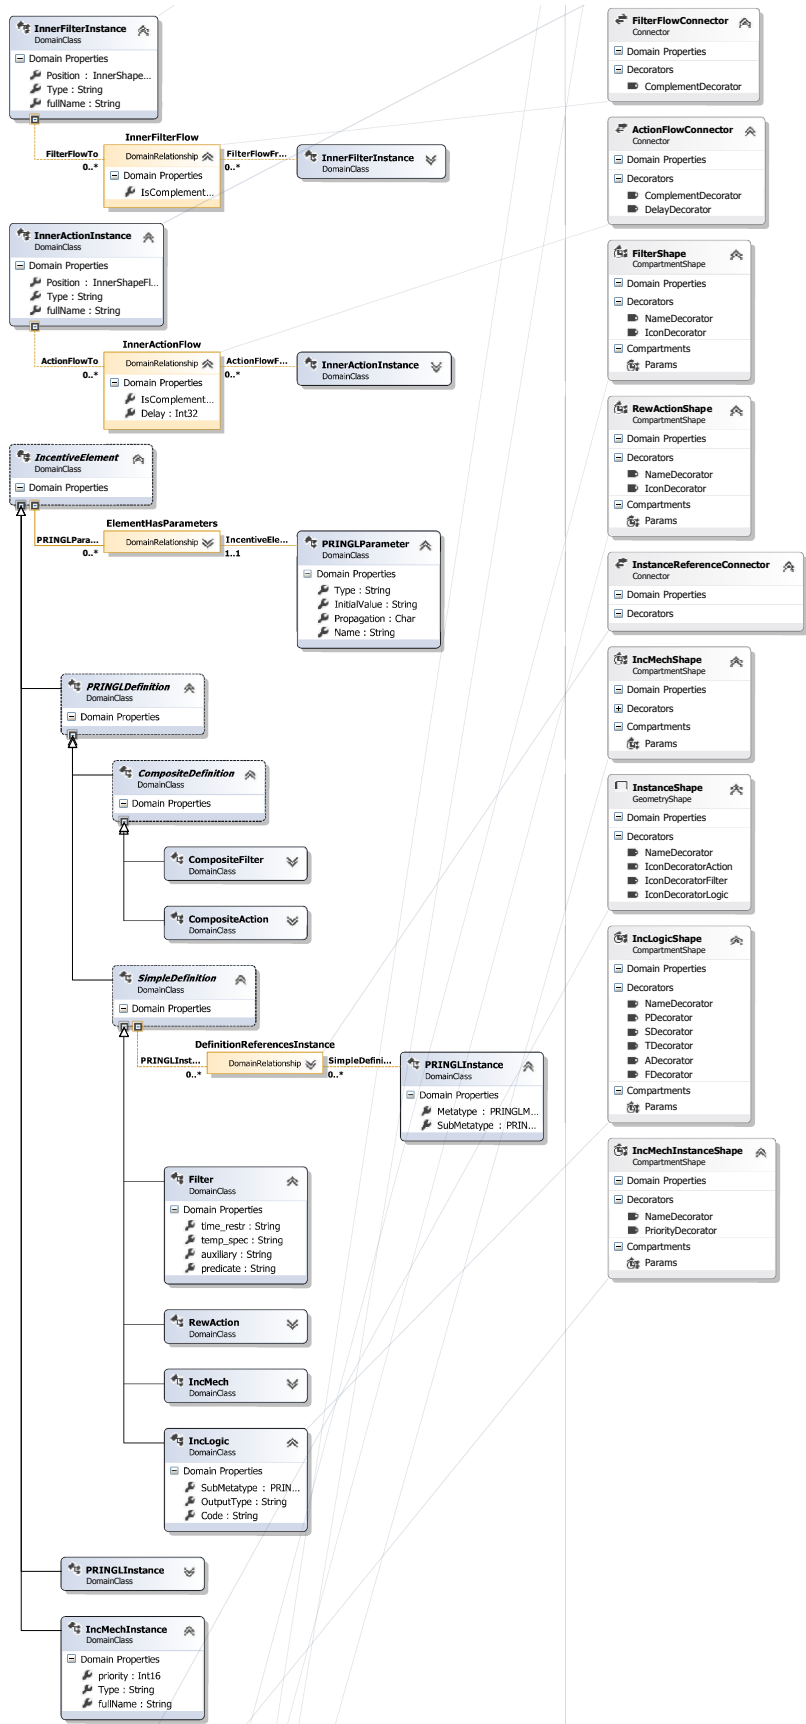 InnerFilterInstance
DomainClass
Domain Properties
Position : InnerShape...
Type : String
fullName : String
InnerFilterFlow
FilterFlowTo
0..*
DomainRelationship
FilterFlowFr...
0..*
Domain Properties
IsComplement...
InnerFilterInstance
DomainClass
InnerActionInstance
DomainClass
Domain Properties
Position : InnerShapeFl...
Type : String
fullName : String
InnerActionFlow
ActionFlowTo
0..*
DomainRelationship
ActionFlowF...
0..*
Domain Properties
IsComplement...
Delay : Int32
InnerActionInstance
DomainClass
IncentiveElement
DomainClass
Domain Properties
ElementHasParameters
PRINGLPara...
0..*
DomainRelationship
IncentiveEle...
1..1
PRINGLParameter
DomainClass
Domain Properties
Type : String
InitialValue : String
Propagation : Char
Name : String
PRINGLDefinition
DomainClass
Domain Properties
CompositeDefinition
DomainClass
Domain Properties
CompositeFilter
DomainClass
CompositeAction
DomainClass
SimpleDefinition
DomainClass
Domain Properties
DefinitionReferencesInstance
PRINGLInst...
0..*
DomainRelationship
SimpleDefini...
0..*
PRINGLInstance
DomainClass
Domain Properties
Metatype : PRINGLM...
SubMetatype : PRIN...
Filter
DomainClass
Domain Properties
time_restr : String
temp_spec : String
auxiliary : String
predicate : String
RewAction
DomainClass
IncMech
DomainClass
IncLogic
DomainClass
Domain Properties
SubMetatype : PRIN...
OutputType : String
Code : String
PRINGLInstance
DomainClass
IncMechInstance
DomainClass
Domain Properties
priority : Int16
Type : String
fullName : String
FilterFlowConnector
Connector
Domain Properties
Decorators
ComplementDecorator
ActionFlowConnector
Connector
Domain Properties
Decorators
ComplementDecorator
DelayDecorator
FilterShape
CompartmentShape
Domain Properties
Decorators
NameDecorator
IconDecorator
Compartments
Params
RewActionShape
CompartmentShape
Domain Properties
Decorators
NameDecorator
IconDecorator
Compartments
Params
InstanceReferenceConnector
Connector
Domain Properties
Decorators
IncMechShape
CompartmentShape
Domain Properties
Decorators
Compartments
Params
InstanceShape
GeometryShape
Domain Properties
Decorators
NameDecorator
IconDecoratorAction
IconDecoratorFilter
IconDecoratorLogic
IncLogicShape
CompartmentShape
Domain Properties
Decorators
NameDecorator
PDecorator
SDecorator
TDecorator
ADecorator
FDecorator
Compartments
Params
IncMechInstanceShape
CompartmentShape
Domain Properties
Decorators
NameDecorator
PriorityDecorator
Compartments
Params